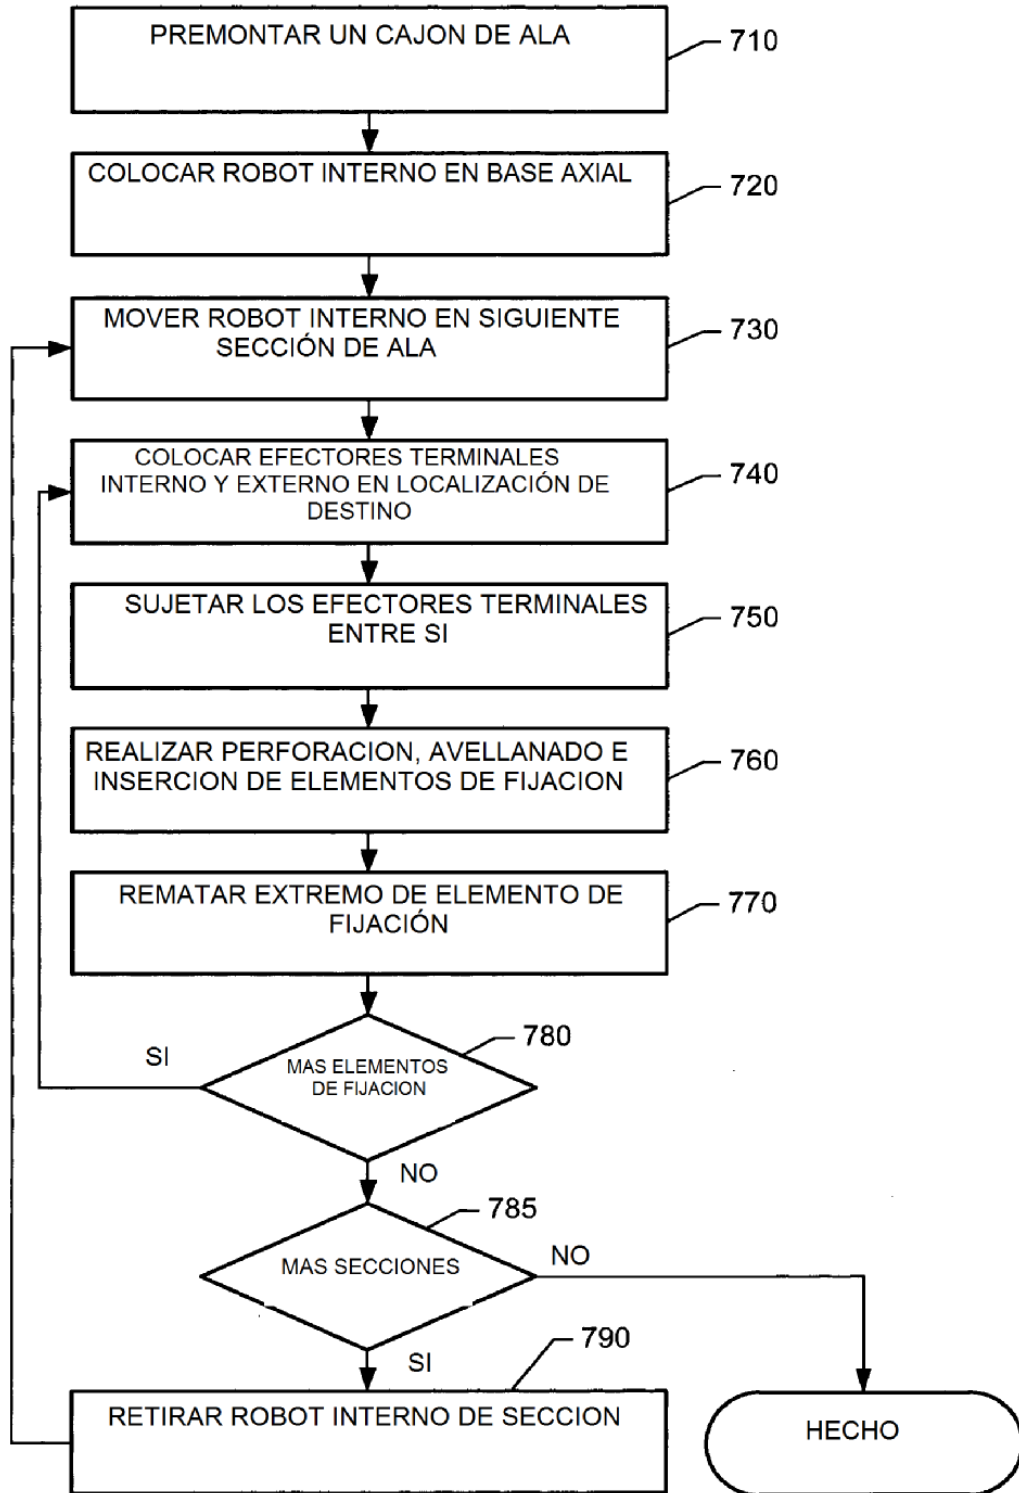 PREMONTAR UN CAJON DE ALA
710
COLOCAR ROBOT INTERNO EN BASE AXIAL
720
MOVER ROBOT INTERNO EN SIGUIENTE
SECCIÓN DE ALA
730
COLOCAR EFECTORES TERMINALES
INTERNO Y EXTERNO EN LOCALIZACIÓN DE
DESTINO
740
SUJETAR LOS EFECTORES TERMINALES
ENTRE SI
750
REALIZAR PERFORACION, AVELLANADO E
INSERCION DE ELEMENTOS DE FIJACION
760
REMATAR EXTREMO DE ELEMENTO DE
FIJACIÓN
770
780
SI
MAS ELEMENTOS
DE FIJACION
NO
785
MAS SECCIONES
NO
SI
790
RETIRAR ROBOT INTERNO DE SECCION
HECHO